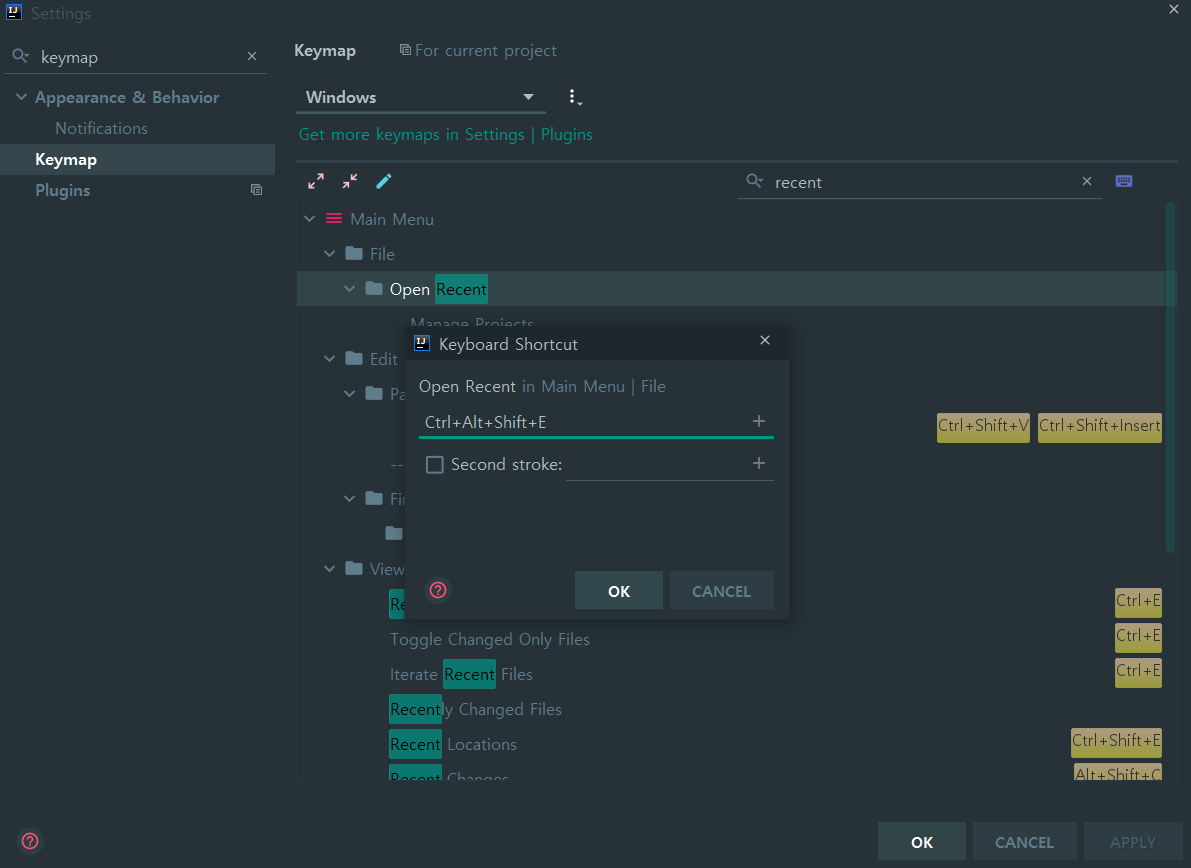 Settings
keymap
Appearance & Behavior
Notifications
Keymap
Plugins
Keymap
For current project
Windows
Get more keymaps in Settings | Plugins
recent
Main Menu
File
Open Recent
Manage Projects
Edit
Pa
Ctrl+Shift+V Ctrl+Shift+Insert
--
Fi
View
Re Ctrl+E
Toggle Changed Only Files Ctrl+E
Iterate Recent Files Ctrl+E
Recently Changed Files
Recent Locations Ctrl+Shift+E
Recent Changes Alt+Shift+C
Keyboard Shortcut
Open Recent in Main Menu | File
Ctrl+Alt+Shift+E
Second stroke:
OK CANCEL
OK CANCEL APPLY